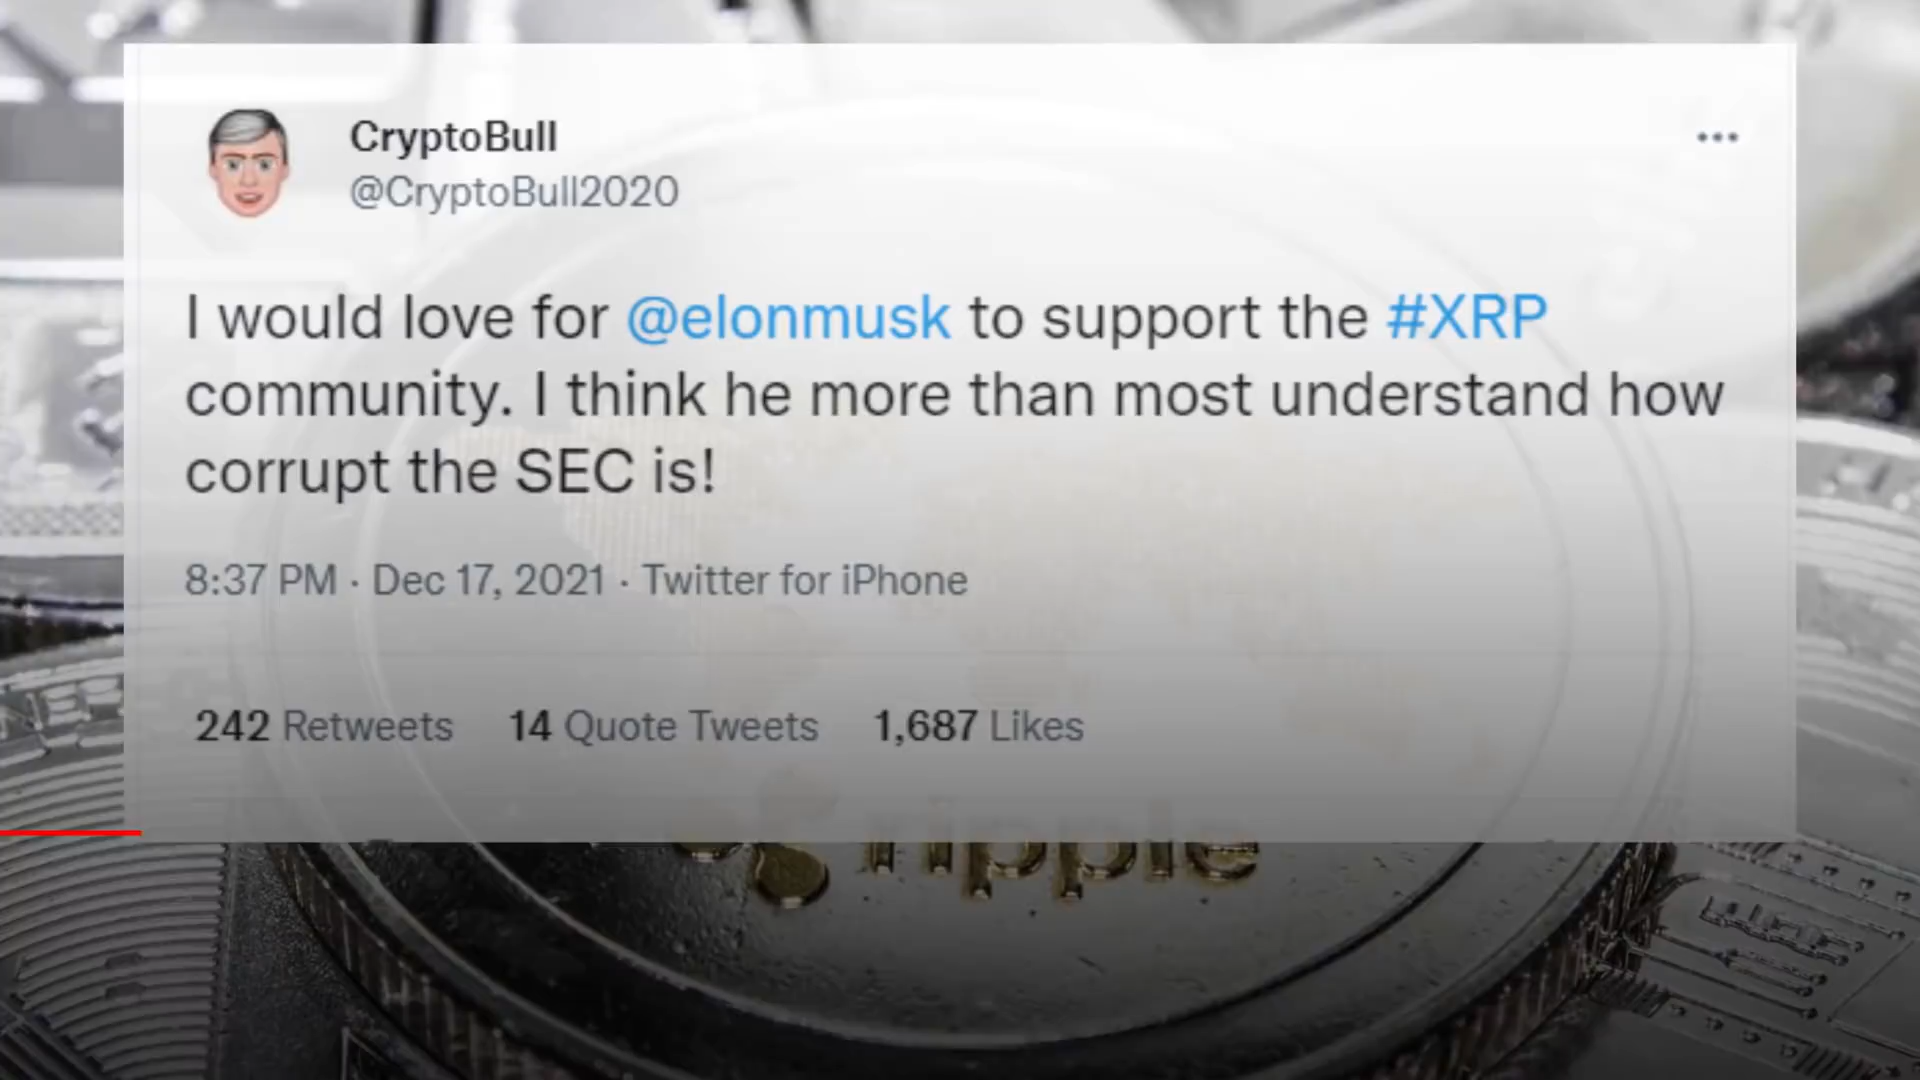 CryptoBull
@CryptoBull2020
I would love for @elonmusk to support the #XRP
community. I think he more than most understand how
corrupt the SEC is!
8:37 PM · Dec 17, 2021 · Twitter for iPhone
242 Retweets 14 Quote Tweets 1,687 Likes
ripple